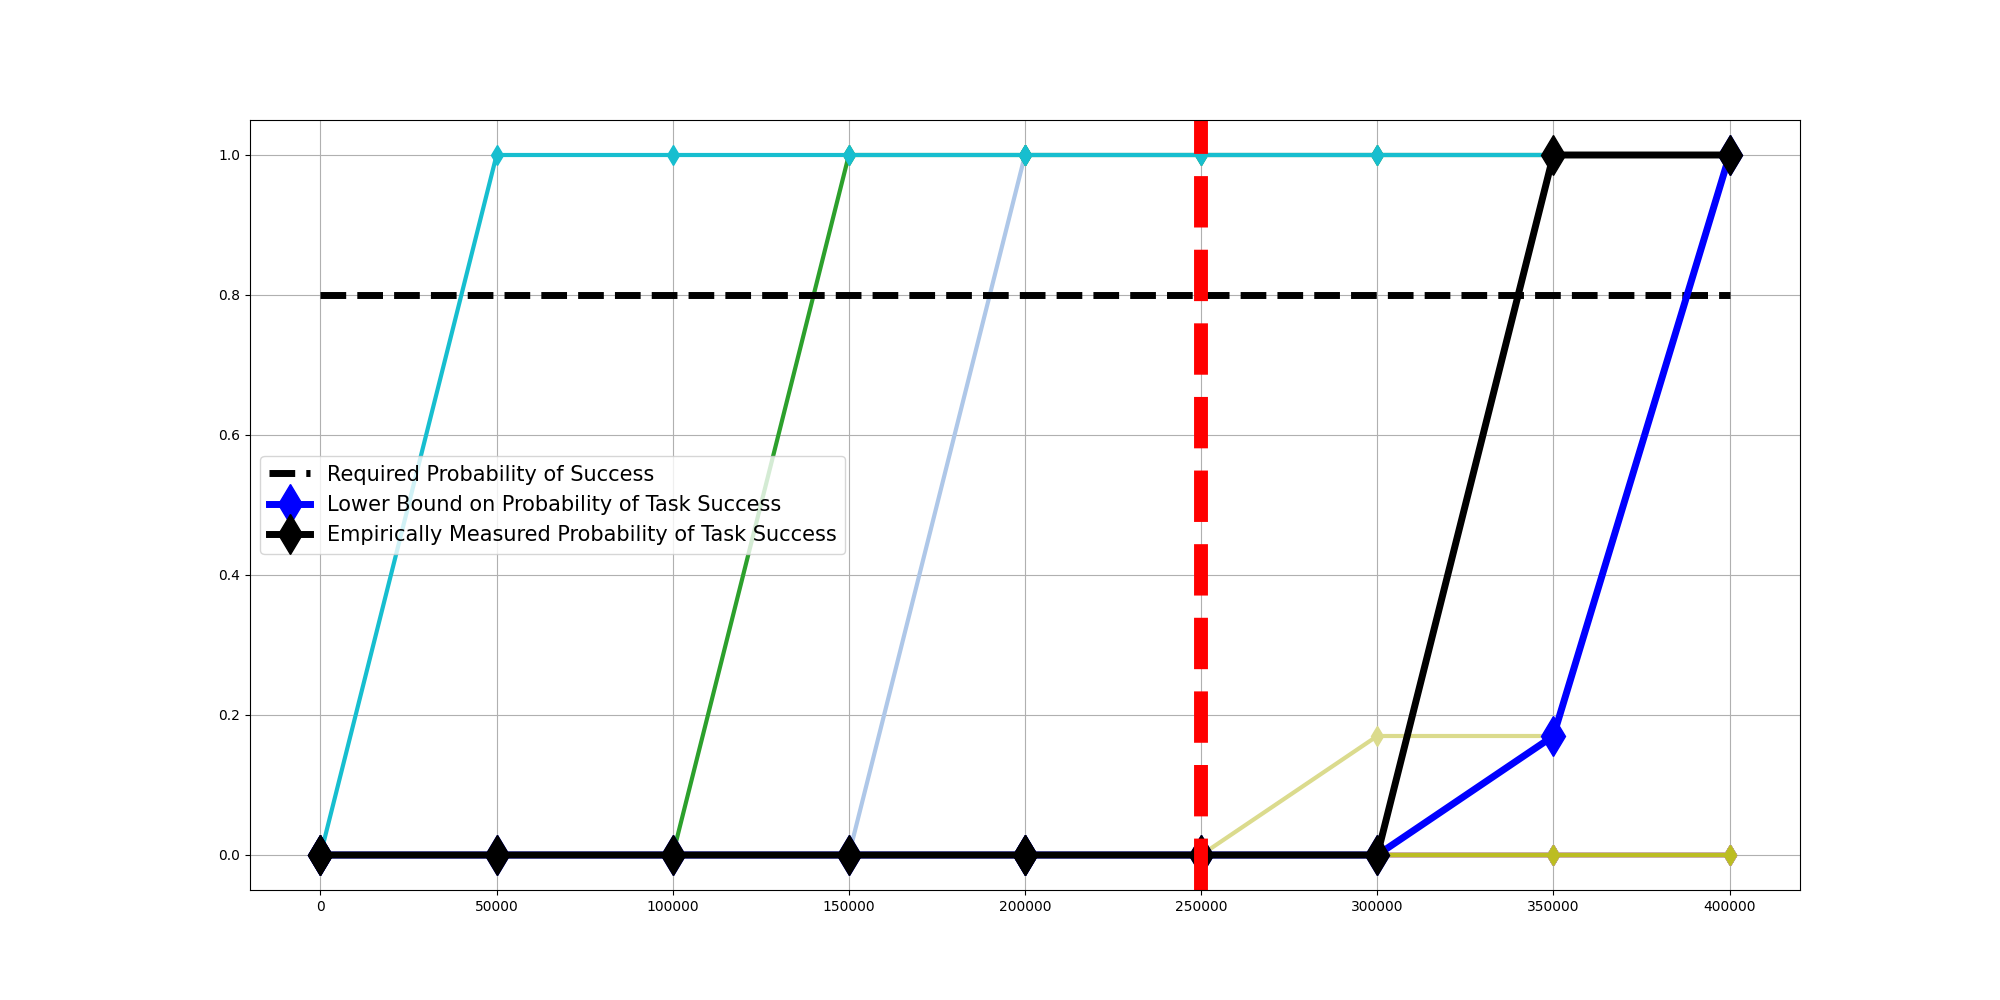 1.0
0.8
0.6
0.4
0.2
0.0
Required Probability of Success
Lower Bound on Probability of Task Success
Empirically Measured Probability of Task Success
0 50000 100000 150000 200000 250000 300000 350000 400000